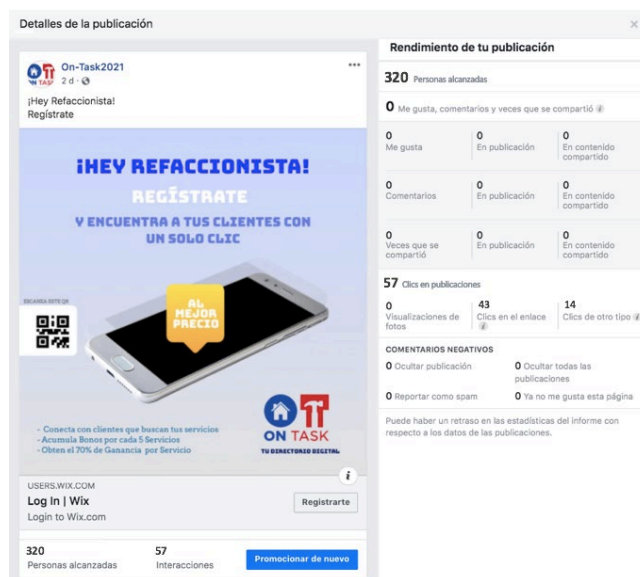 Detalles de la publicación
×
On-Task2021
2 d
¡Hey Refaccionista!
Regístrate
¡HEY REFACCIONISTA!
REGÍSTRATE
Y ENCUENTRA A TUS CLIENTES CON
UN SOLO CLIC
ESCANEA ESTE QR
AL
MEJOR
PRECIO
ON TASK
TU DIRECTORIO DIGITAL
- Conecta con clientes que buscan tus servicios
- Acumula Bonos por cada 5 Servicios
- Obten el 70% de Ganancia por Servicio
USERS.WIX.COM
Log In | Wix
Login to Wix.com
Registrarte
320
Personas alcanzadas
57
Interacciones
Promocionar de nuevo
Rendimiento de tu publicación
320 Personas alcanzadas
0 Me gusta, comentarios y veces que se compartió
0
Me gusta
0
En publicación
0
En contenido
compartido
0
Comentarios
0
En publicación
0
En contenido
compartido
0
Veces que se
compartió
0
En publicación
0
En contenido
compartido
57 Clics en publicaciones
0
Visualizaciones de
fotos
43
Clics en el enlace
14
Clics de otro tipo
COMENTARIOS NEGATIVOS
0 Ocultar publicación
0 Ocultar todas las
publicaciones
0 Reportar como spam
0 Ya no me gusta esta página
Puede haber un retraso en las estadísticas del informe con
respecto a los datos de las publicaciones.